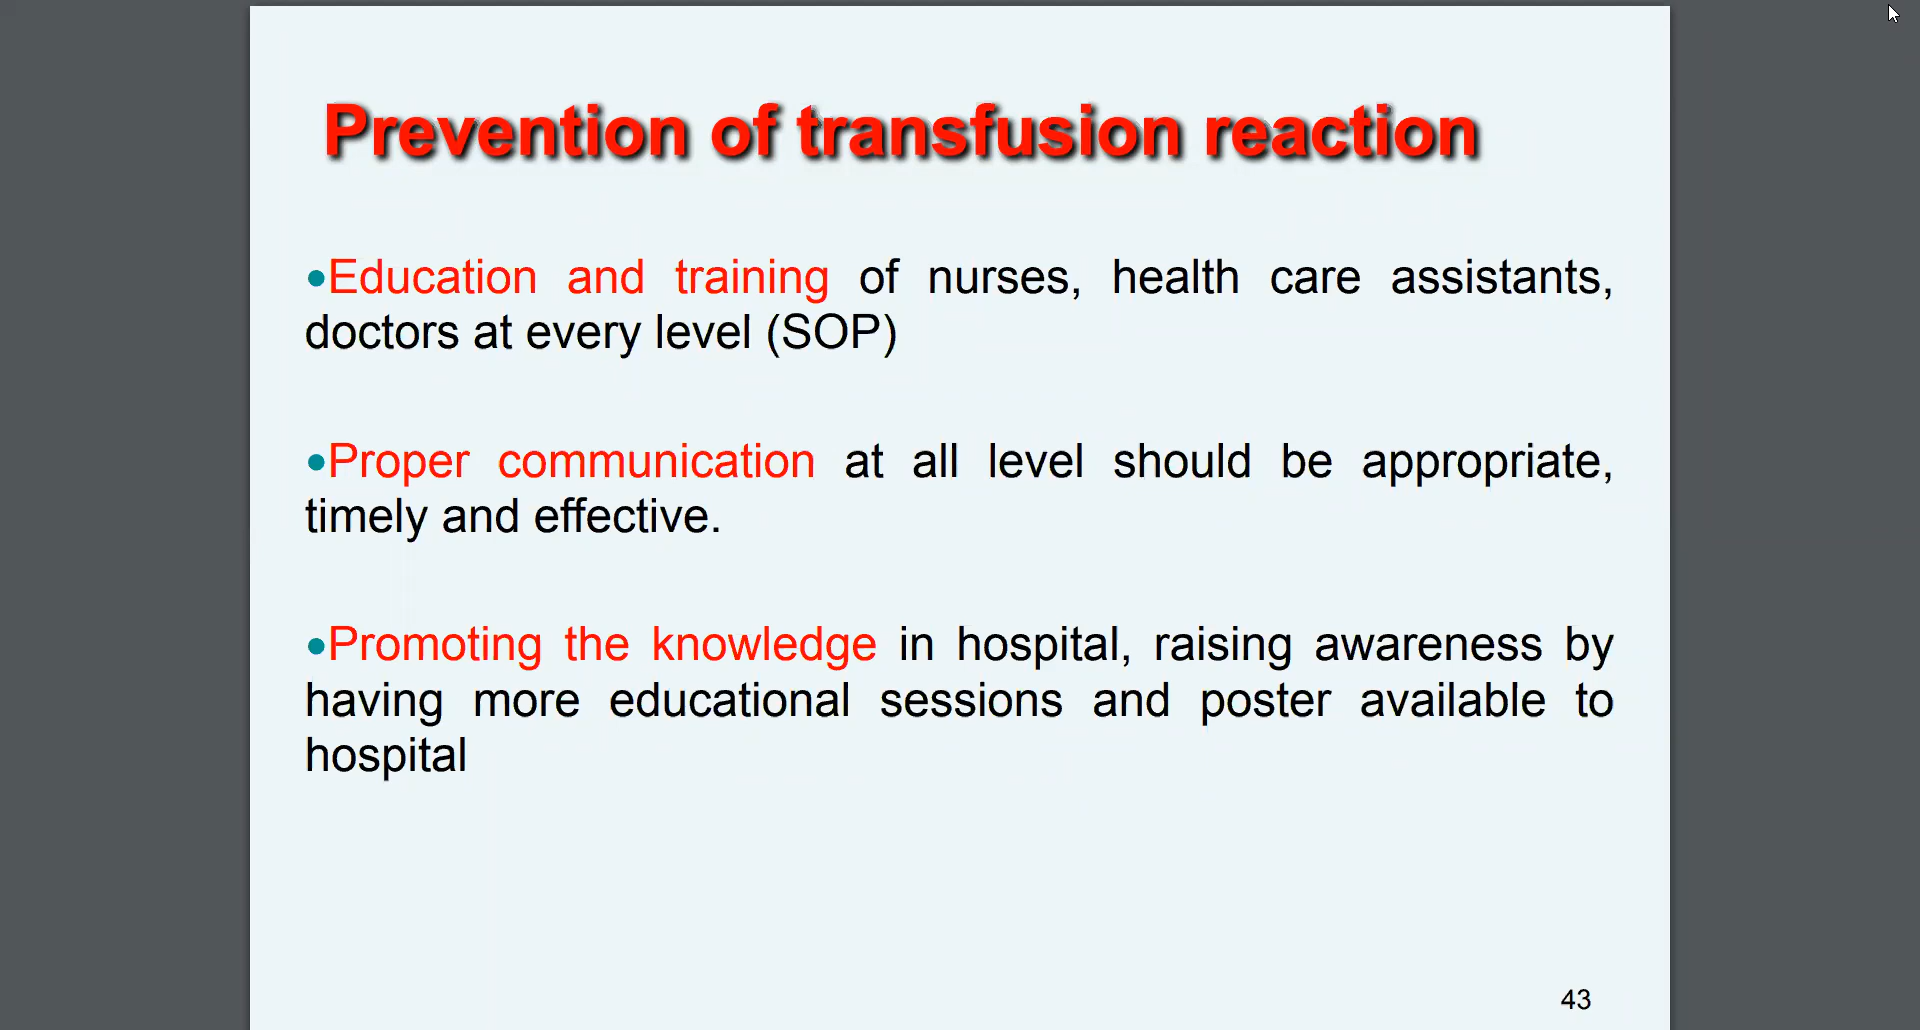 Prevention of transfusion reaction
•Education and training of nurses, health care assistants,
doctors at every level (SOP)
•Proper communication at all level should be appropriate,
timely and effective.
•Promoting the knowledge in hospital, raising awareness by
having more educational sessions and poster available to
hospital
43